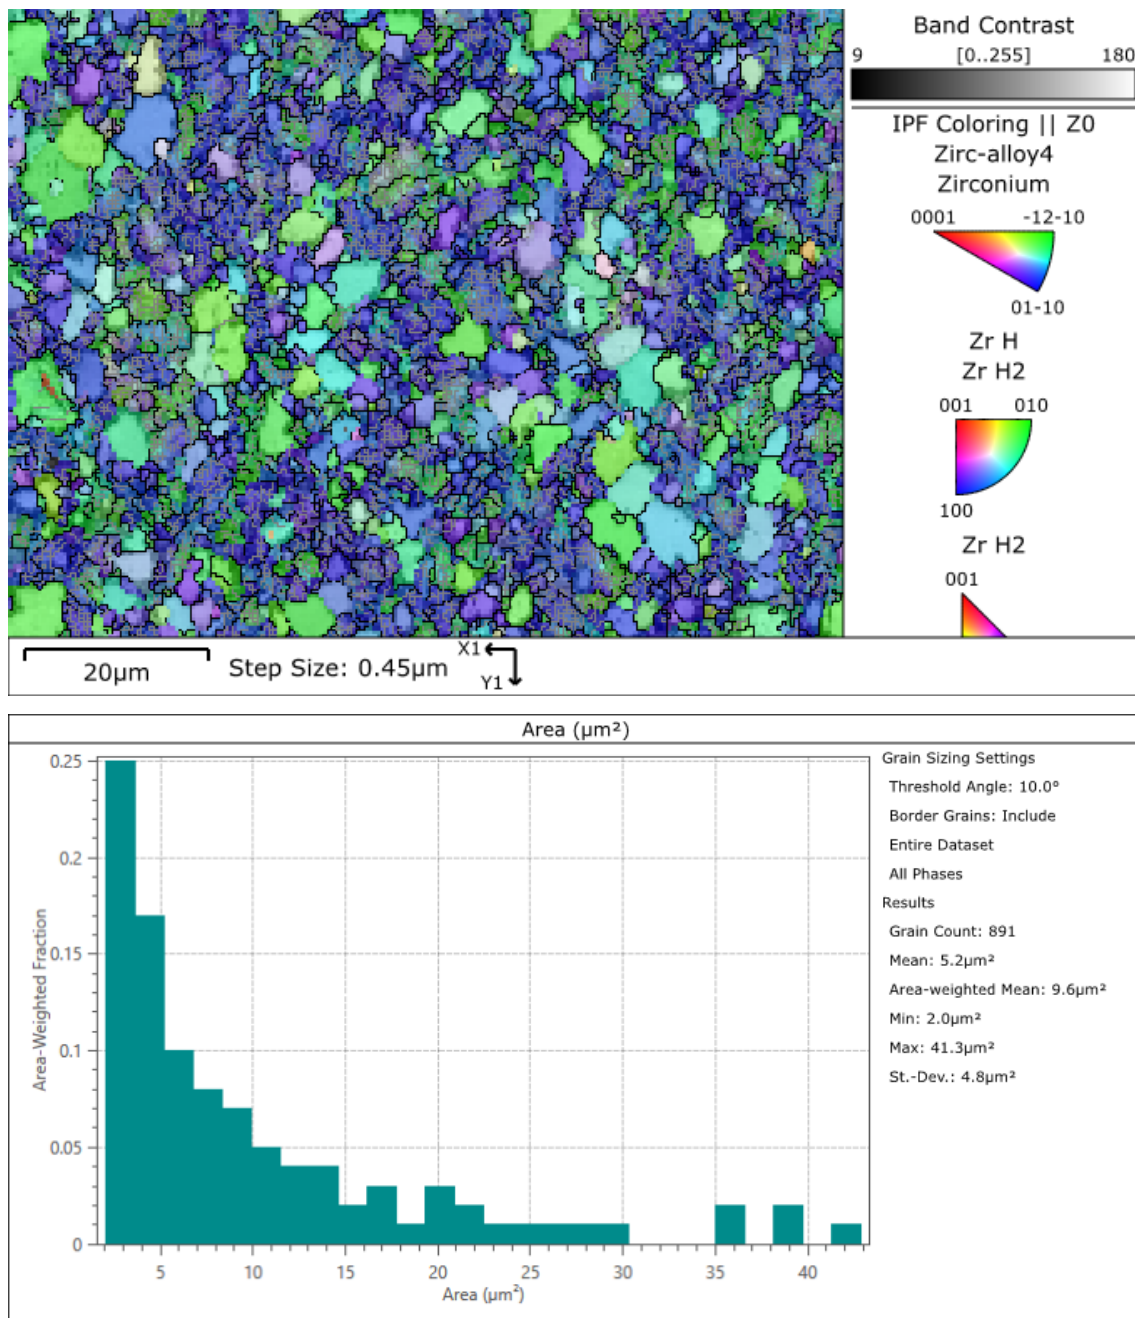 Band Contrast
9 [0..255] 180
IPF Coloring || Z0
Zirc-alloy4
Zirconium
0001 -12-10
01-10
Zr H
Zr H2
001 010
100
Zr H2
001
20µm
Step Size: 0.45µm
X1
Y1
Area (µm²)
0.25
0.2
0.15
0.1
0.05
0
Area-Weighted Fraction
5 10 15 20 25 30 35 40
Area (µm²)
Grain Sizing Settings
Threshold Angle: 10.0°
Border Grains: Include
Entire Dataset
All Phases
Results
Grain Count: 891
Mean: 5.2µm²
Area-weighted Mean: 9.6µm²
Min: 2.0µm²
Max: 41.3µm²
St.-Dev.: 4.8µm²